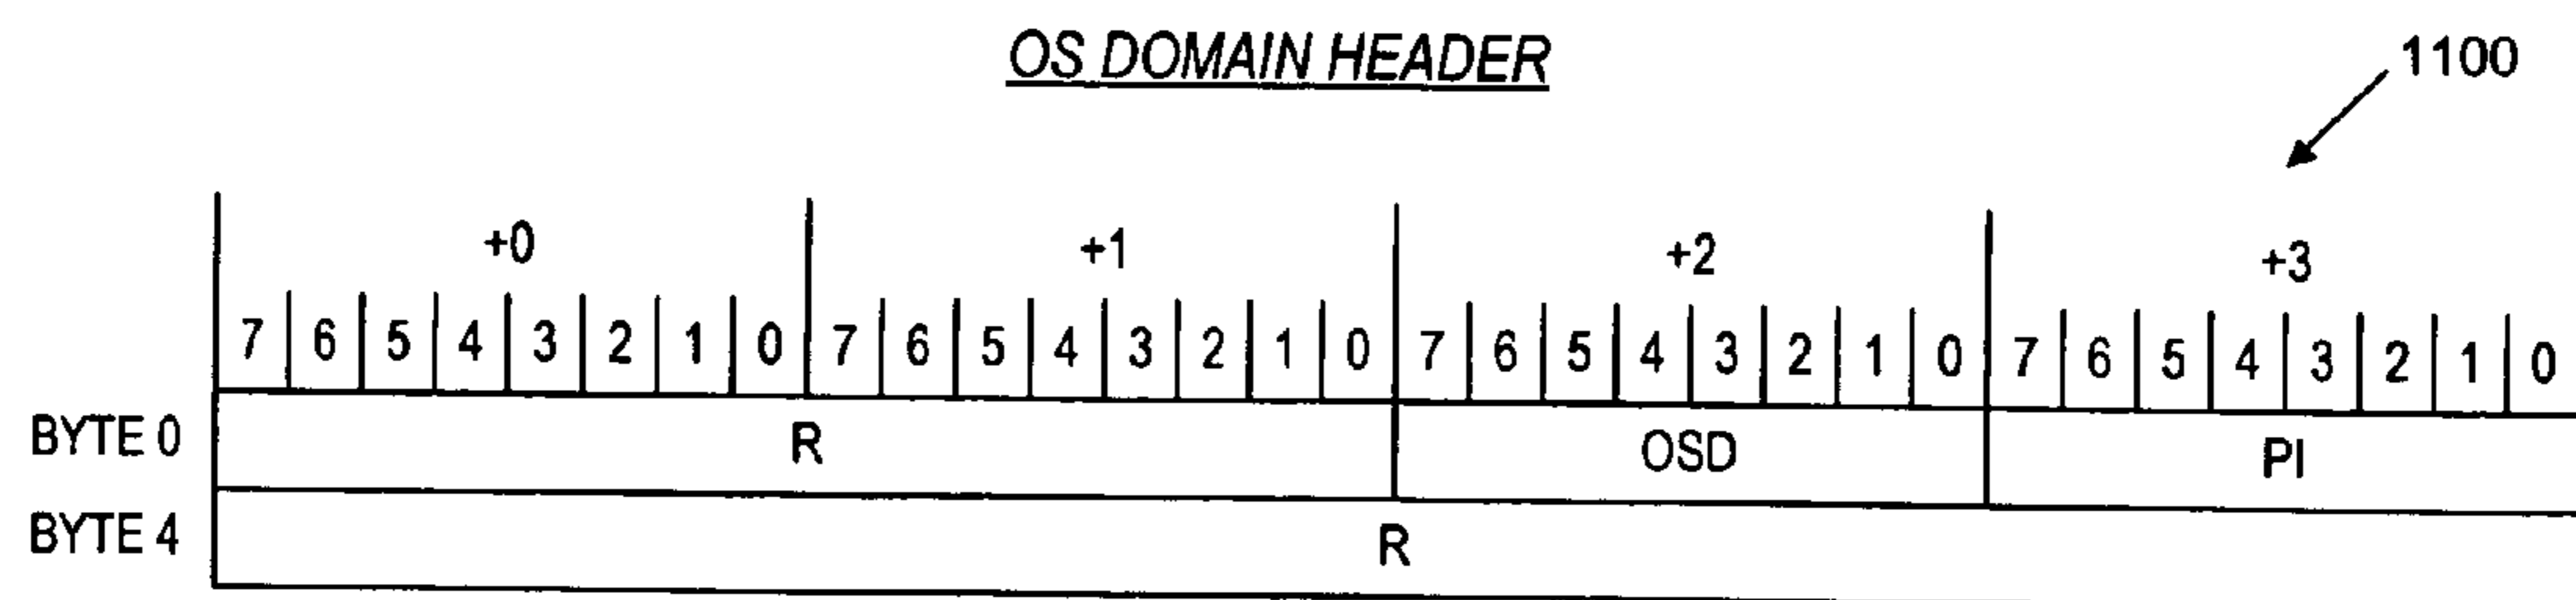 OS DOMAIN HEADER
1100
+0 +1 +2 +3
7 6 5 4 3 2 1 0 7 6 5 4 3 2 1 0 7 6 5 4 3 2 1 0 7 6 5 4 3 2 1 0
BYTE 0 R OSD PI
BYTE 4 R